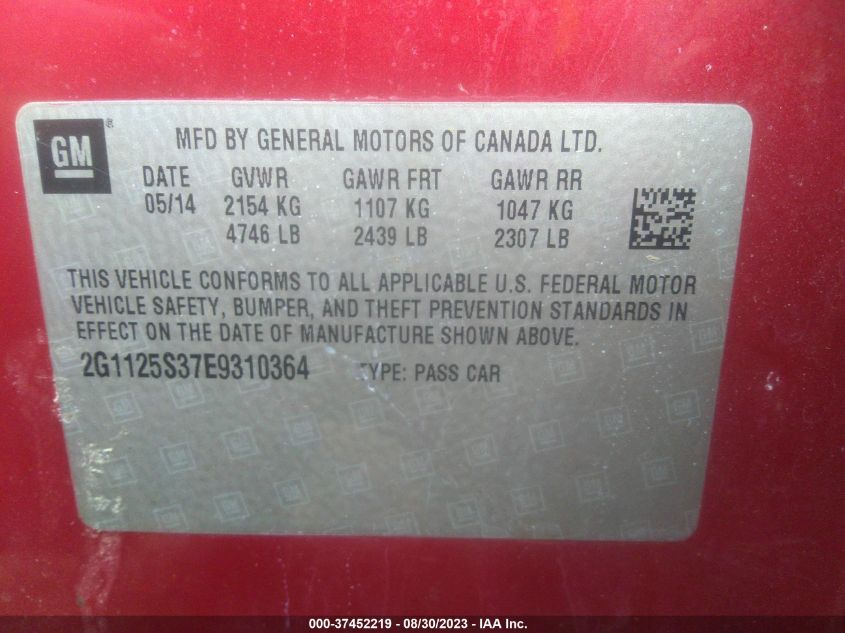 GM®
MFD BY GENERAL MOTORS OF CANADA LTD.
DATE GVWR GAWR FRT GAWR RR
05/14 2154 KG 1107 KG 1047 KG
4746 LB 2439 LB 2307 LB
THIS VEHICLE CONFORMS TO ALL APPLICABLE U.S. FEDERAL MOTOR
VEHICLE SAFETY, BUMPER, AND THEFT PREVENTION STANDARDS IN
EFFECT ON THE DATE OF MANUFACTURE SHOWN ABOVE.
2G1125S37E9310364 TYPE: PASS CAR
000-37452219 - 08/30/2023 - IAA Inc.